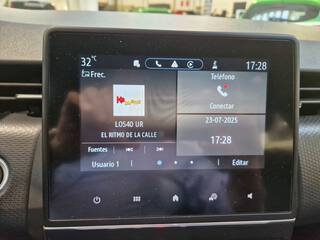 32 °C
17:28
Frec.
Teléfono
Conectar
LOS40 UR
EL RITMO DE LA CALLE
23-07-2025
17:28
Fuentes
Usuario 1
Editar